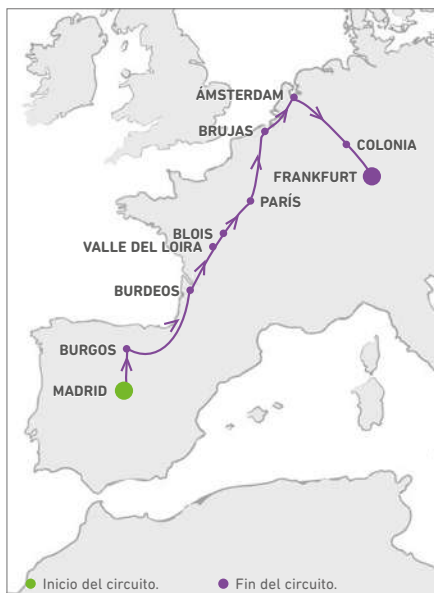 ÁMSTERDAM
BRUJAS
COLONIA
FRANKFURT
PARÍS
BLOIS
VALLE DEL LOIRA
BURDEOS
BURGOS
MADRID
Inicio del circuito.
Fin del circuito.